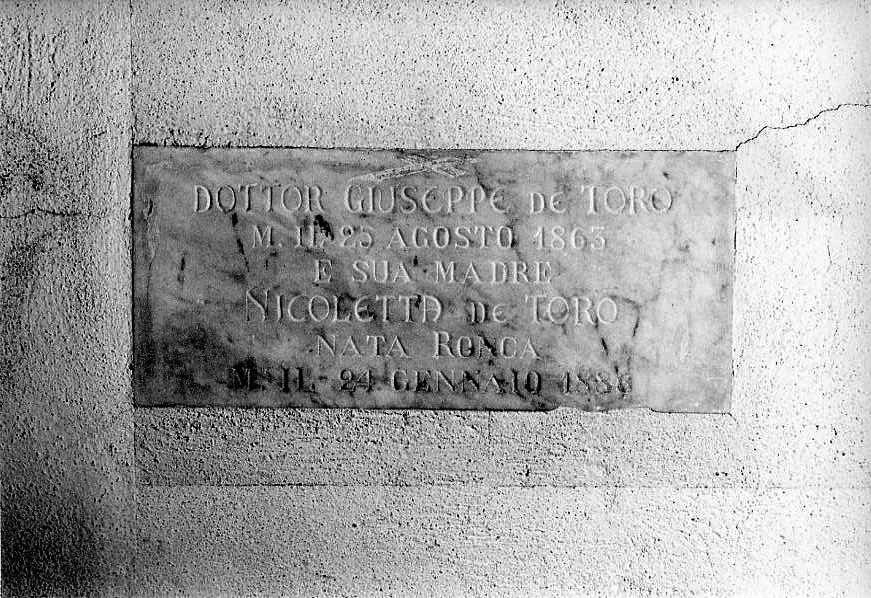 DOTTOR GIUSEPPE DE TORO
M. IL 25 AGOSTO 1863
E SUA MADRE
NICOLETTA DE TORO
NATA RONCA
M. IL 24 GENNAIO